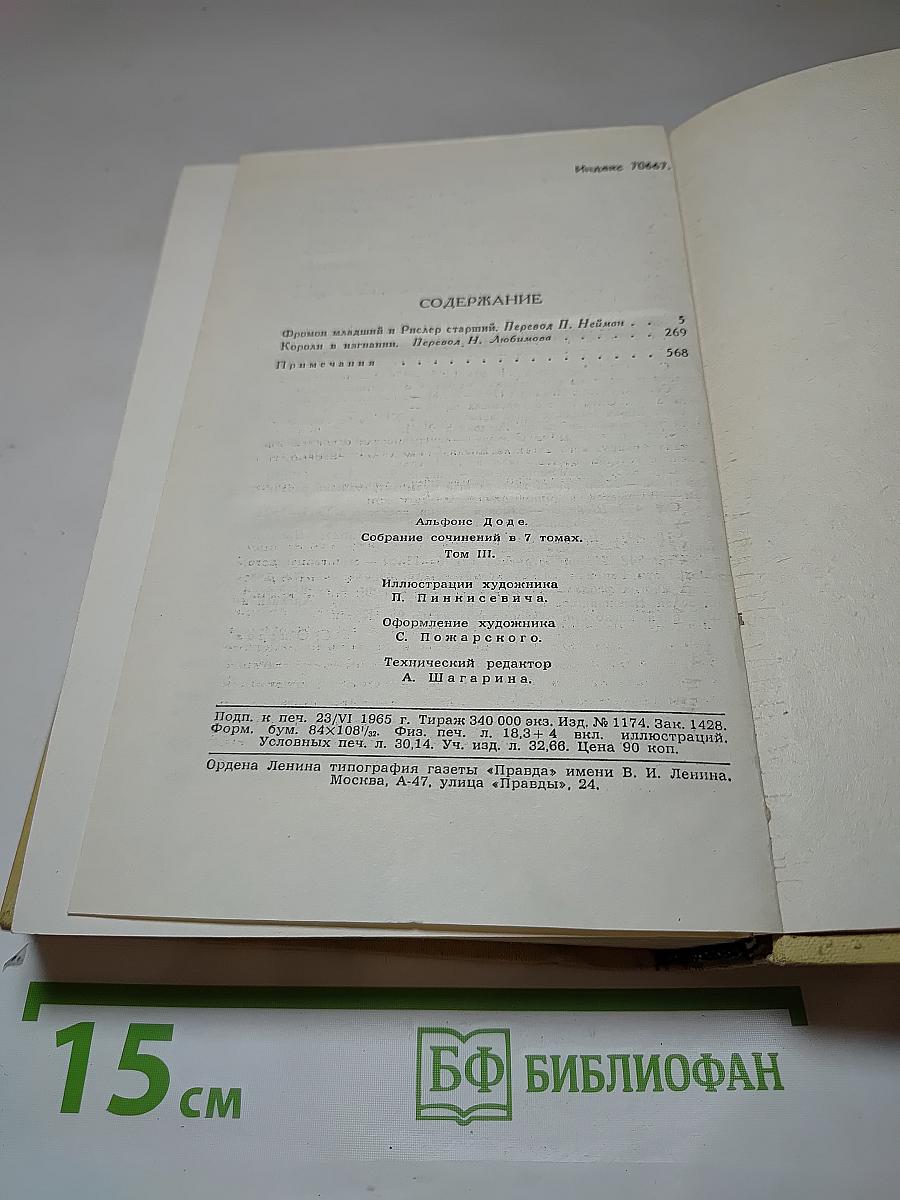 Индекс 70667.
СОДЕРЖАНИЕ
Фромон младший и Рислер старший. Перевод П. Нейман . . 5
Короли в изгнании. Перевод Н. Любимова . . . . . . 269
Примечания . . . . . . . . . . . . . . . 568
Альфонс Доде.
Собрание сочинений в 7 томах.
Том III.
Иллюстрации художника
П. Пинкисевича.
Оформление художника
С. Пожарского.
Технический редактор
А. Шагарина.
Подп. к печ. 23/VI 1965 г. Тираж 340 000 экз. Изд. № 1174. Зак. 1428.
Форм. бум. 84×108¹/₃₂. Физ. печ. л. 18,3+4 вкл. иллюстраций.
Условных печ. л. 30,14. Уч. изд. л. 32,66. Цена 90 коп.
Ордена Ленина типография газеты «Правда» имени В. И. Ленина.
Москва, А-47, улица «Правды», 24.
15 см
БФ БИБЛИОФАН